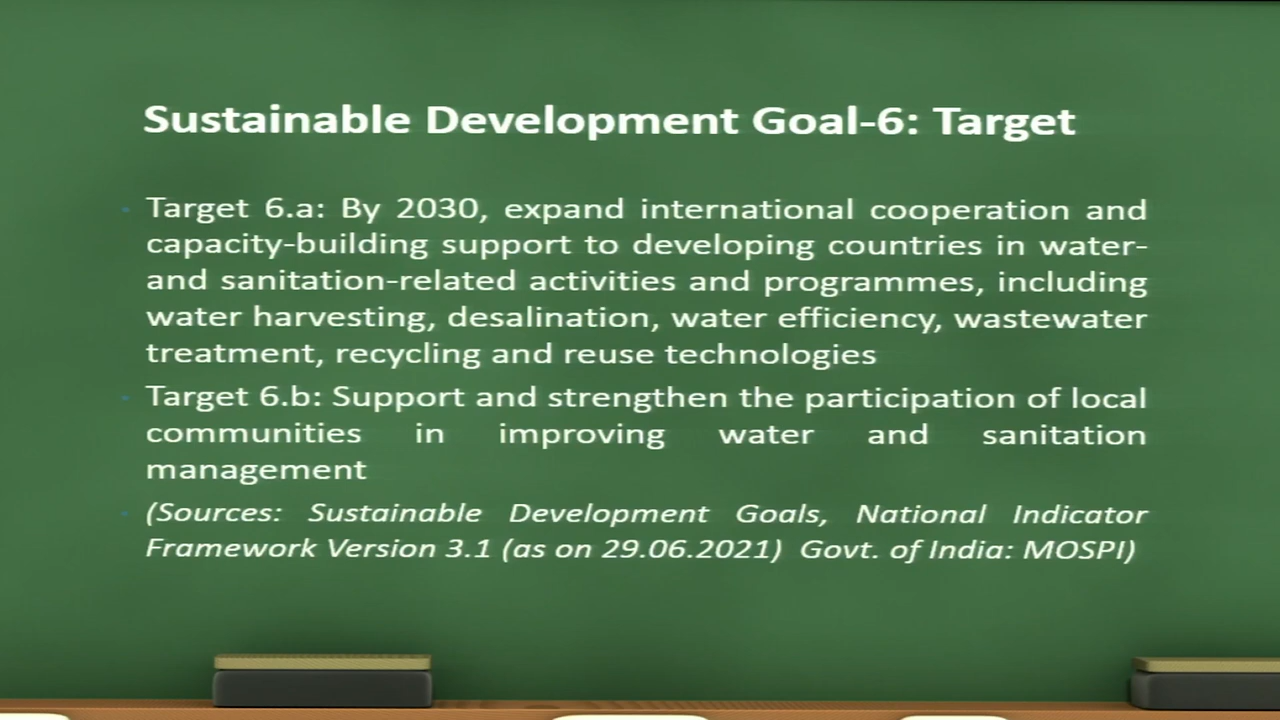 Sustainable Development Goal-6: Target
Target 6.a: By 2030, expand international cooperation and
capacity-building support to developing countries in water-
and sanitation-related activities and programmes, including
water harvesting, desalination, water efficiency, wastewater
treatment, recycling and reuse technologies
Target 6.b: Support and strengthen the participation of local
communities in improving water and sanitation
management
(Sources: Sustainable Development Goals, National Indicator
Framework Version 3.1 (as on 29.06.2021) Govt. of India: MOSPI)